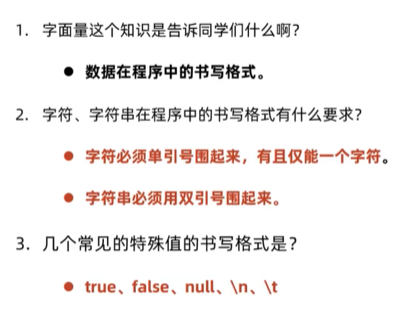 1. 字面量这个知识是告诉同学们什么啊？
● 数据在程序中的书写格式。
2. 字符、字符串在程序中的书写格式有什么要求？
● 字符必须单引号围起来，有且仅能一个字符。
● 字符串必须用双引号围起来。
3. 几个常见的特殊值的书写格式是？
● true、false、null、\n、\t